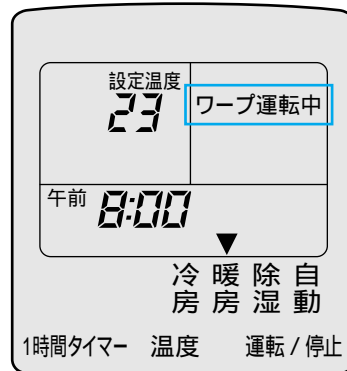 設定温度
23
ワープ運転中
午前 8:00
▼
冷房 暖房 除湿 自動
1時間タイマー 温度 運転 / 停止